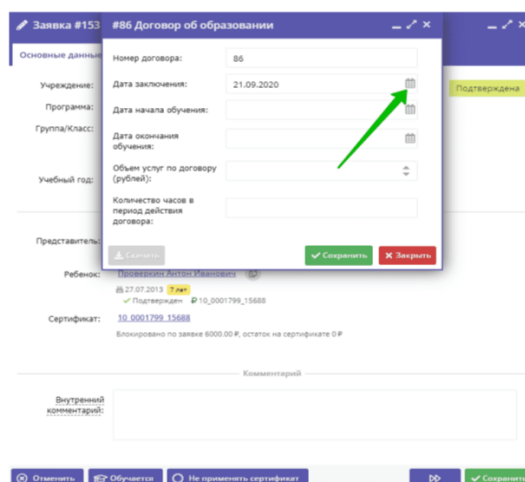 Заявка #153
#86 Договор об образовании
Основные данные
Номер договора: 86
Дата заключения: 21.09.2020
Учреждение:
Подтверждена
Программа:
Дата начала обучения:
Группа/Класс:
Дата окончания
обучения:
Объем услуг по договору
(рублей):
Учебный год:
Количество часов в
период действия
договора:
Представитель:
Скачать
Сохранить
Закрыть
Ребенок: Проверкин Антон Иванович
27.07.2013 7 лет
Подтвержден 10_0001799_15688
Сертификат: 10_0001799_15688
Блокировано по заявке 6000.00 ₽, остаток на сертификате 0 ₽
Комментарий
Внутренний
комментарий:
Отменить
Обучается
Не применять сертификат
Сохранить